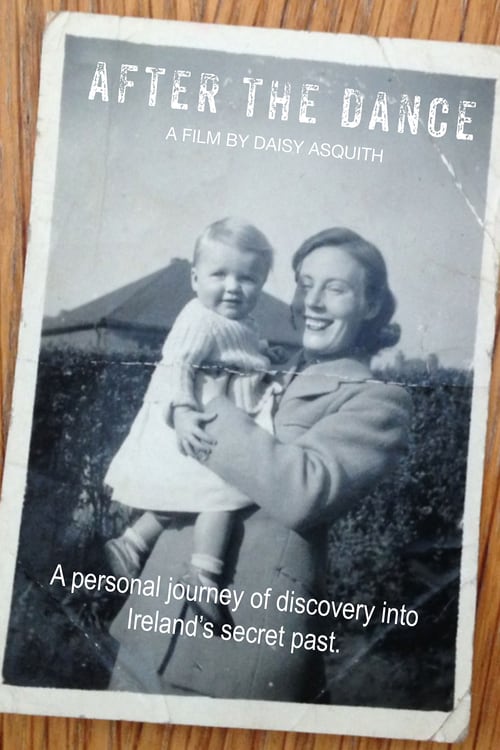 AFTER THE DANCE
A FILM BY DAISY ASQUITH
A personal journey of discovery into
Ireland's secret past.